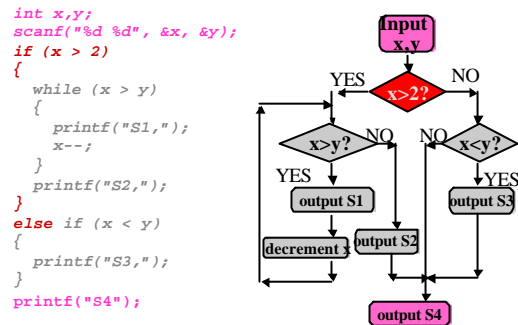 int x,y;
scanf("%d %d", &x, &y);
if (x > 2)
{
while (x > y)
{
printf("S1,");
x--;
}
printf("S2,");
}
else if (x < y)
{
printf("S3,");
}
printf("S4");
Input
x,y
YES
NO
x>2?
x>y?
NO
NO
x<y?
YES
YES
output S1
output S3
decrement x
output S2
output S4